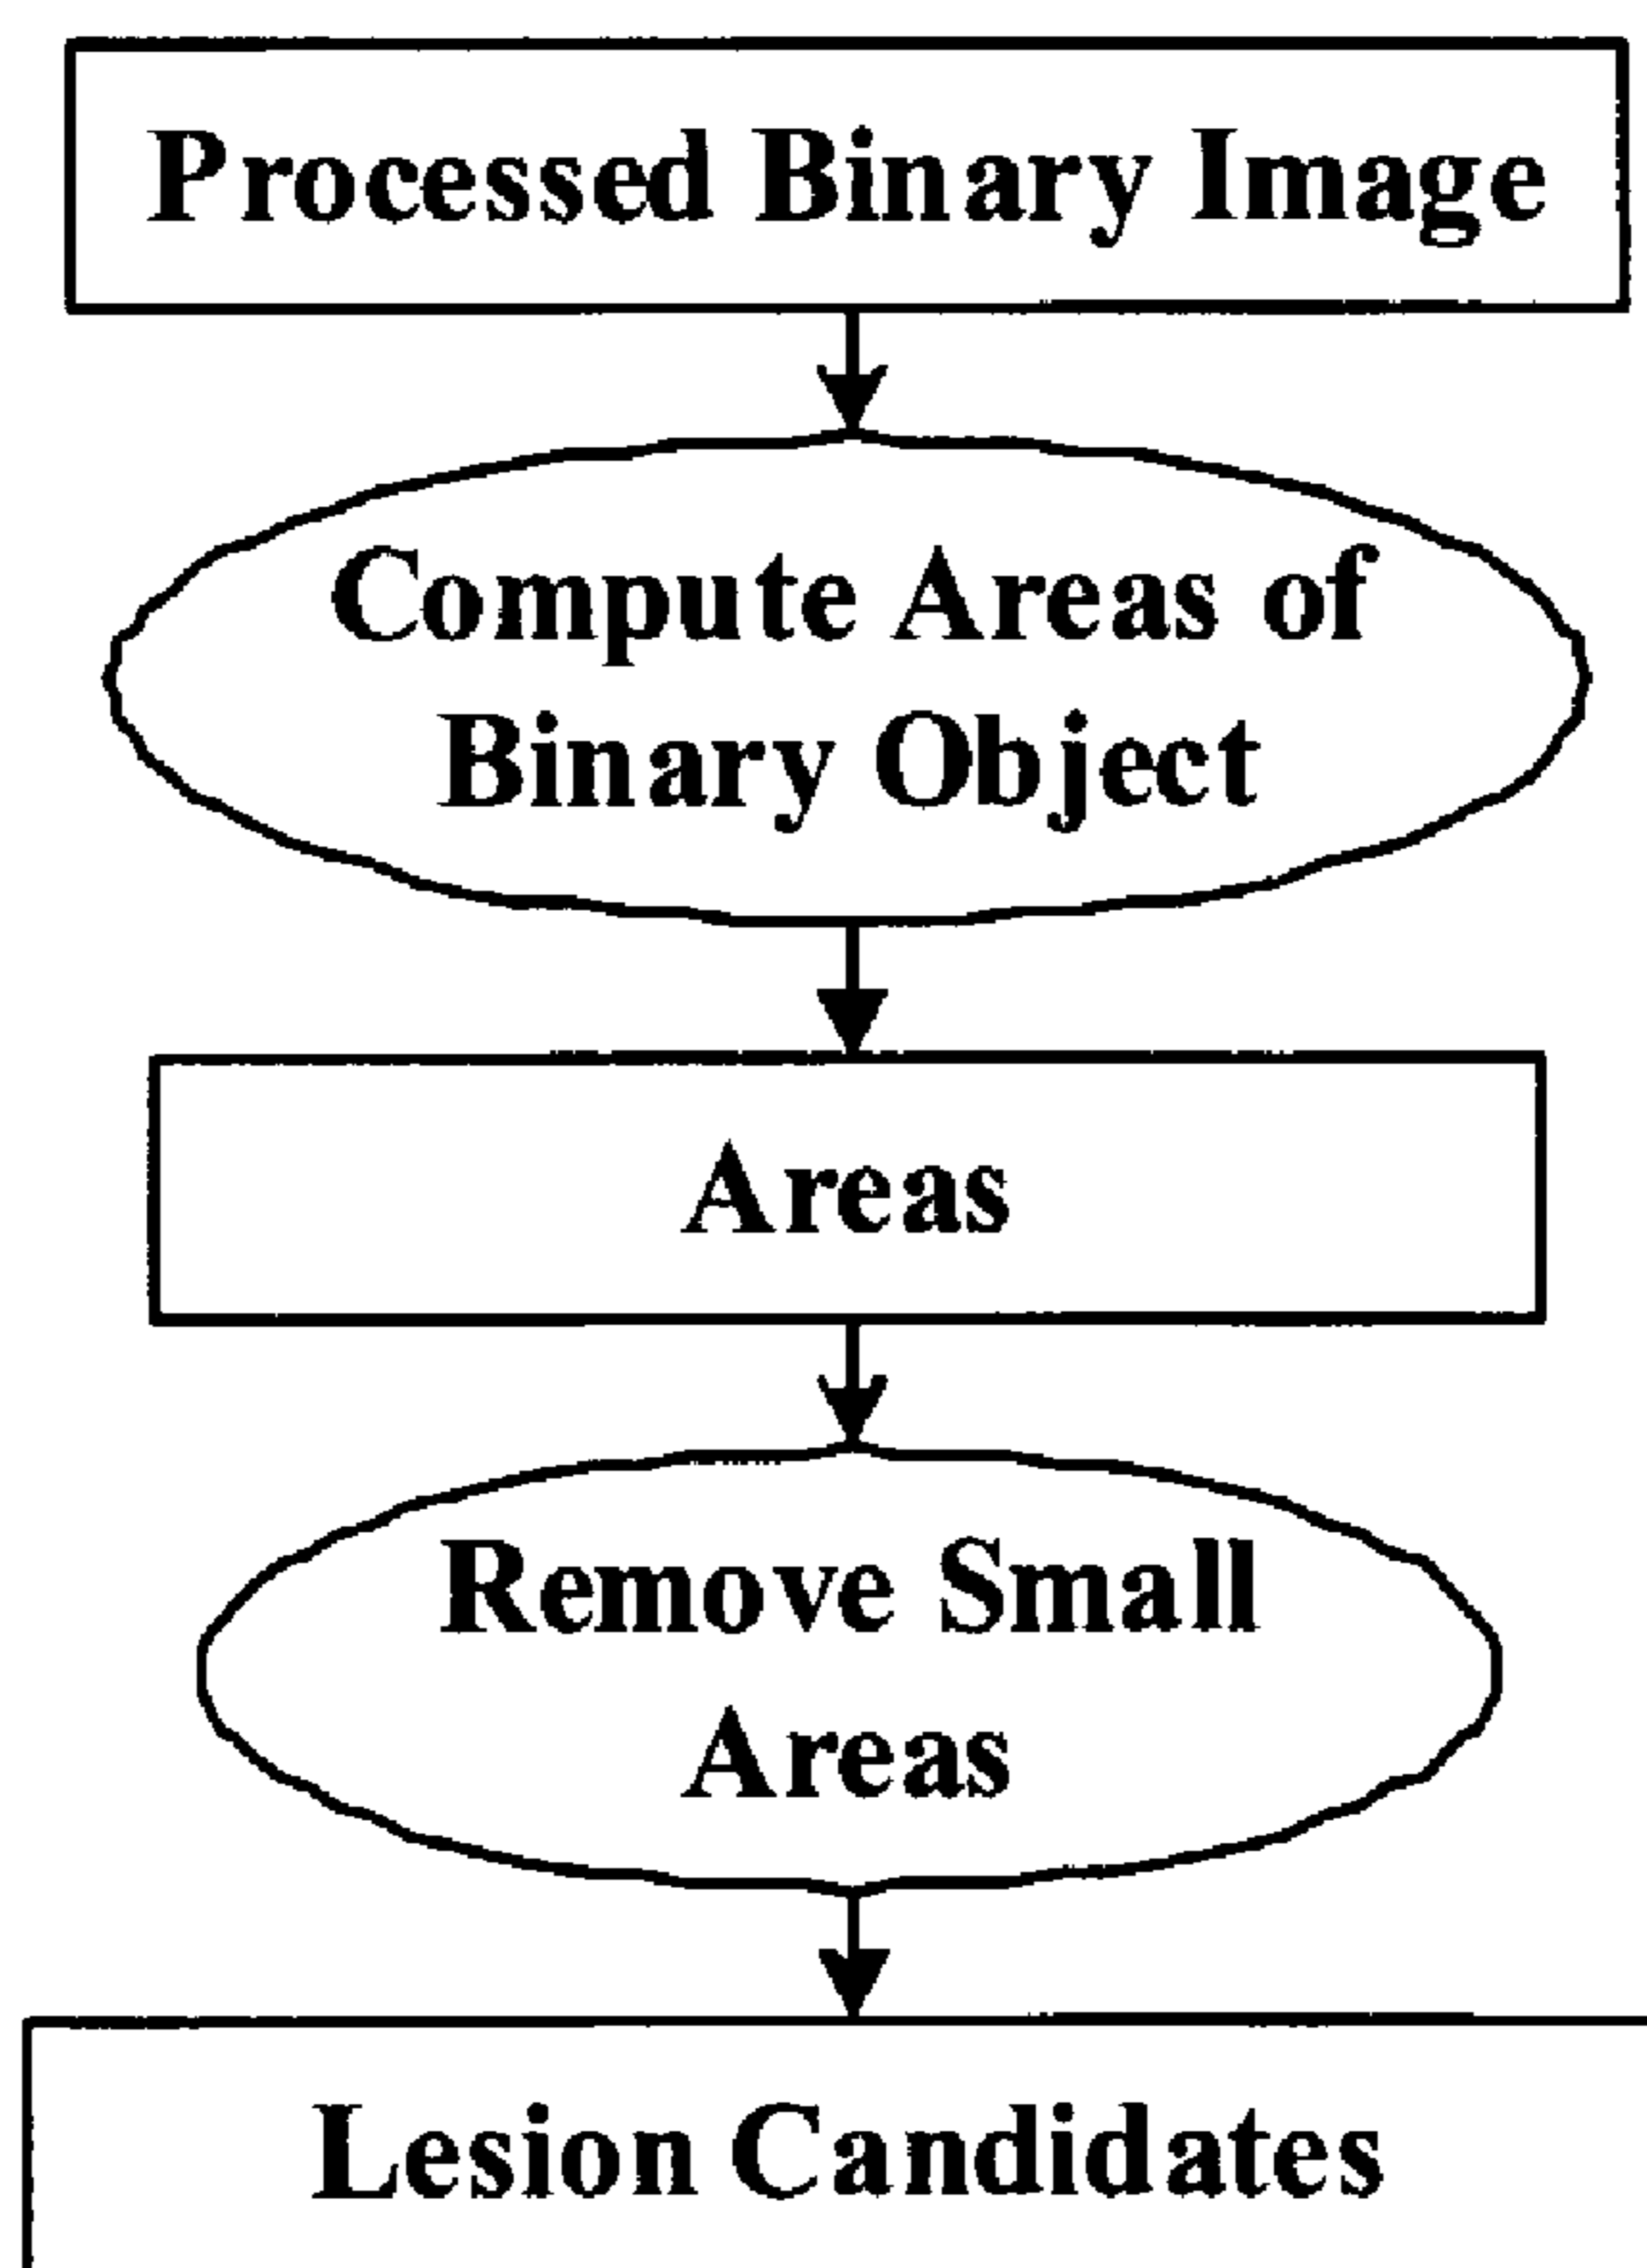 Processed Binary Image
Compute Areas of
Binary Object
Areas
Remove Small
Areas
Lesion Candidates